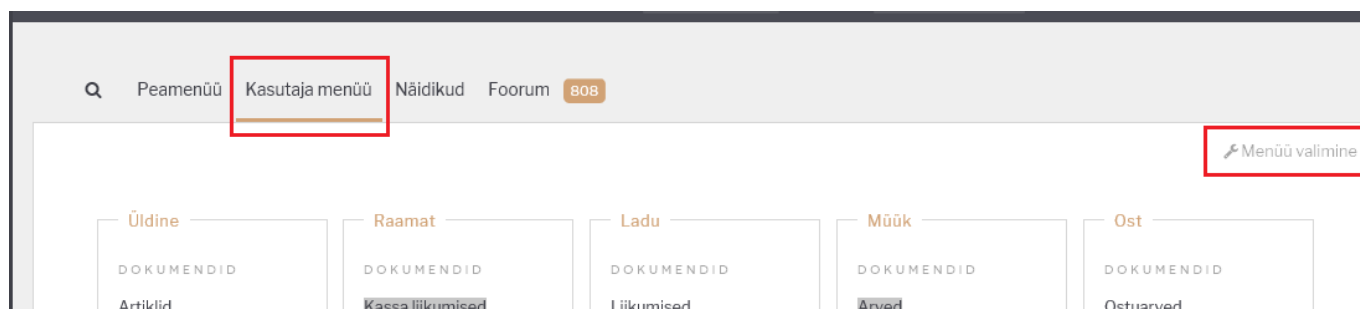 Peamenüü Kasutaja menüü Näidikud Foorum 808
Menüü valimine
Üldine Raamat Ladu Müük Ost
DOKUMENDID DOKUMENDID DOKUMENDID DOKUMENDID DOKUMENDID
Artiklid Kassa liikumised Liikumised Arved Ostuarved